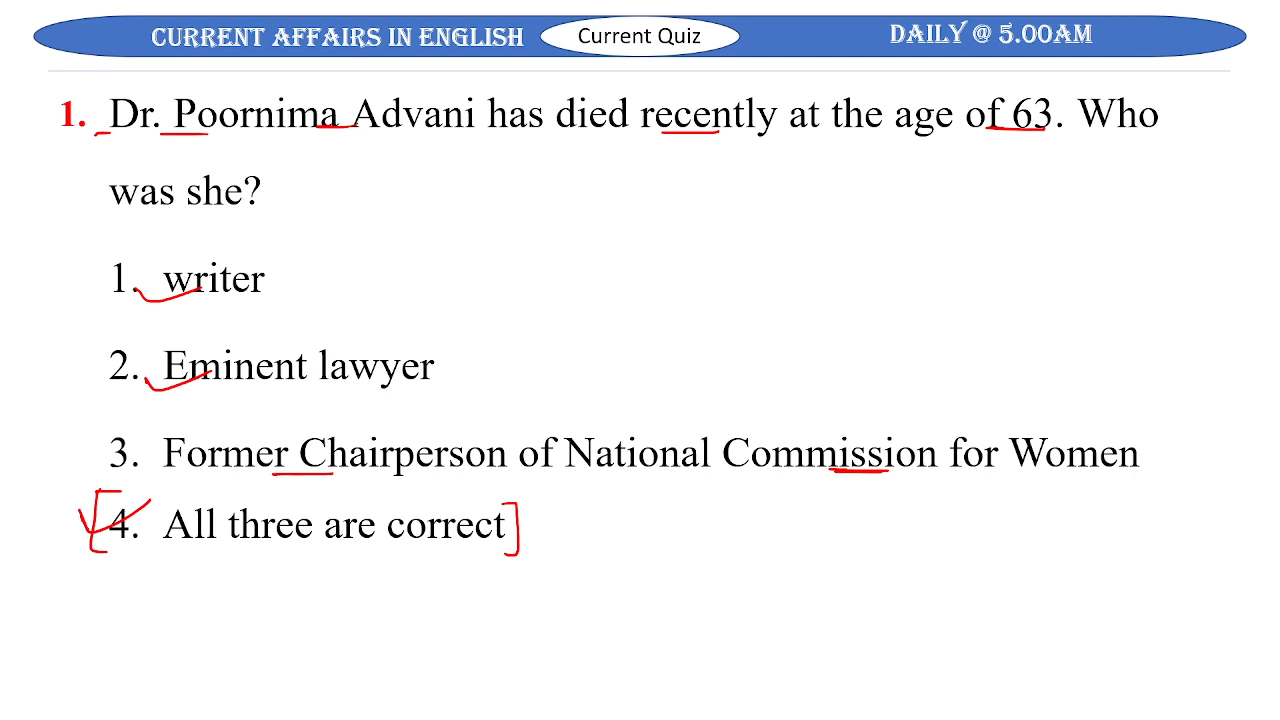 CURRENT AFFAIRS IN ENGLISH Current Quiz DAILY @ 5.00AM
1. Dr. Poornima Advani has died recently at the age of 63. Who
was she?
1. writer
2. Eminent lawyer
3. Former Chairperson of National Commission for Women
4. All three are correct